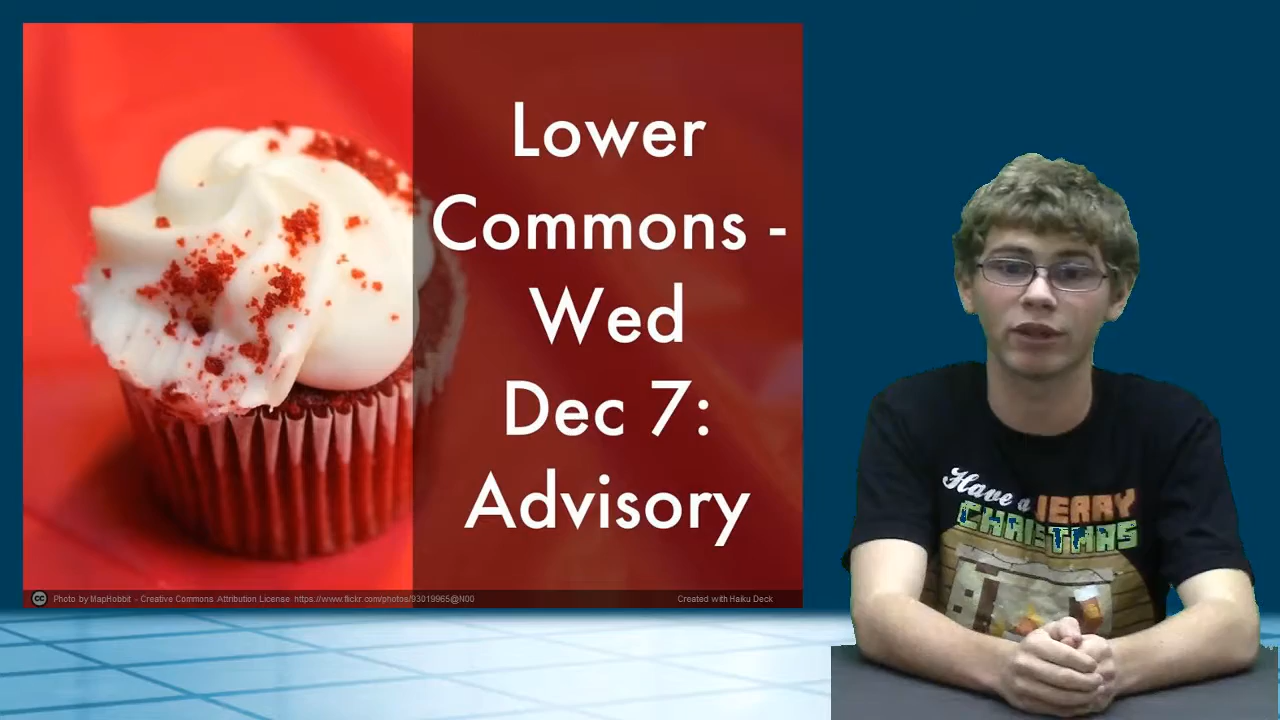 Lower
Commons -
Wed
Dec 7:
Advisory
Photo by MapHobbit - Creative Commons Attribution License https://www.flickr.com/photos/93019965@N00
Created with Haiku Deck
Have a MERRY
CHRISTMAS